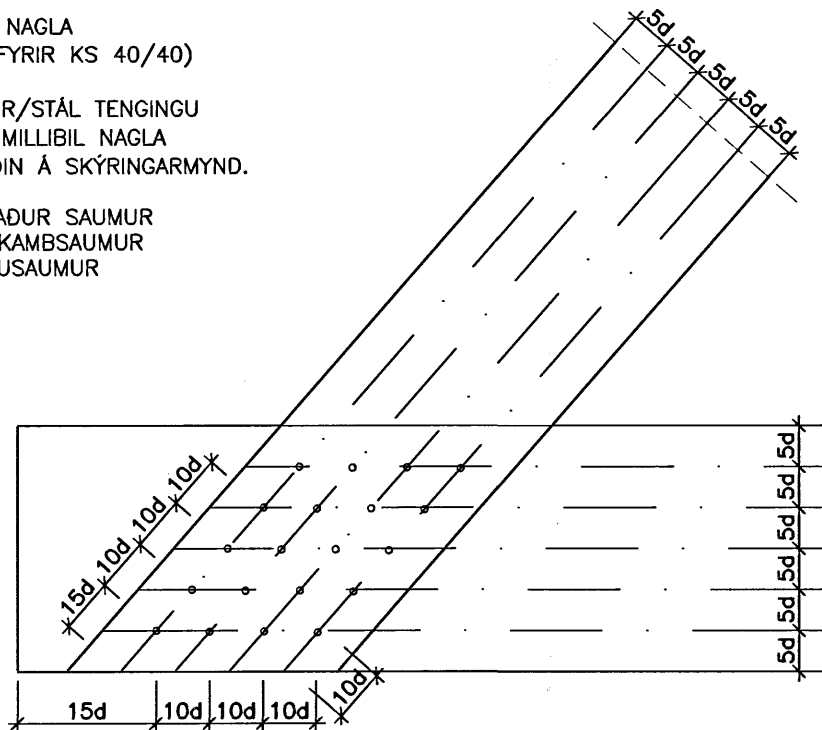 NAGLA
FYRIR KS 40/40)
R/STÁL TENGINGU
MILLIBIL NAGLA
ÐIN Á SKÝRINGARMYND.
AÐUR SAUMUR
KAMBSAUMUR
USAUMUR
5d
5d
5d
5d
5d
10d
10d
10d
15d
5d
5d
5d
5d
5d
5d
15d
10d
10d
10d
10d